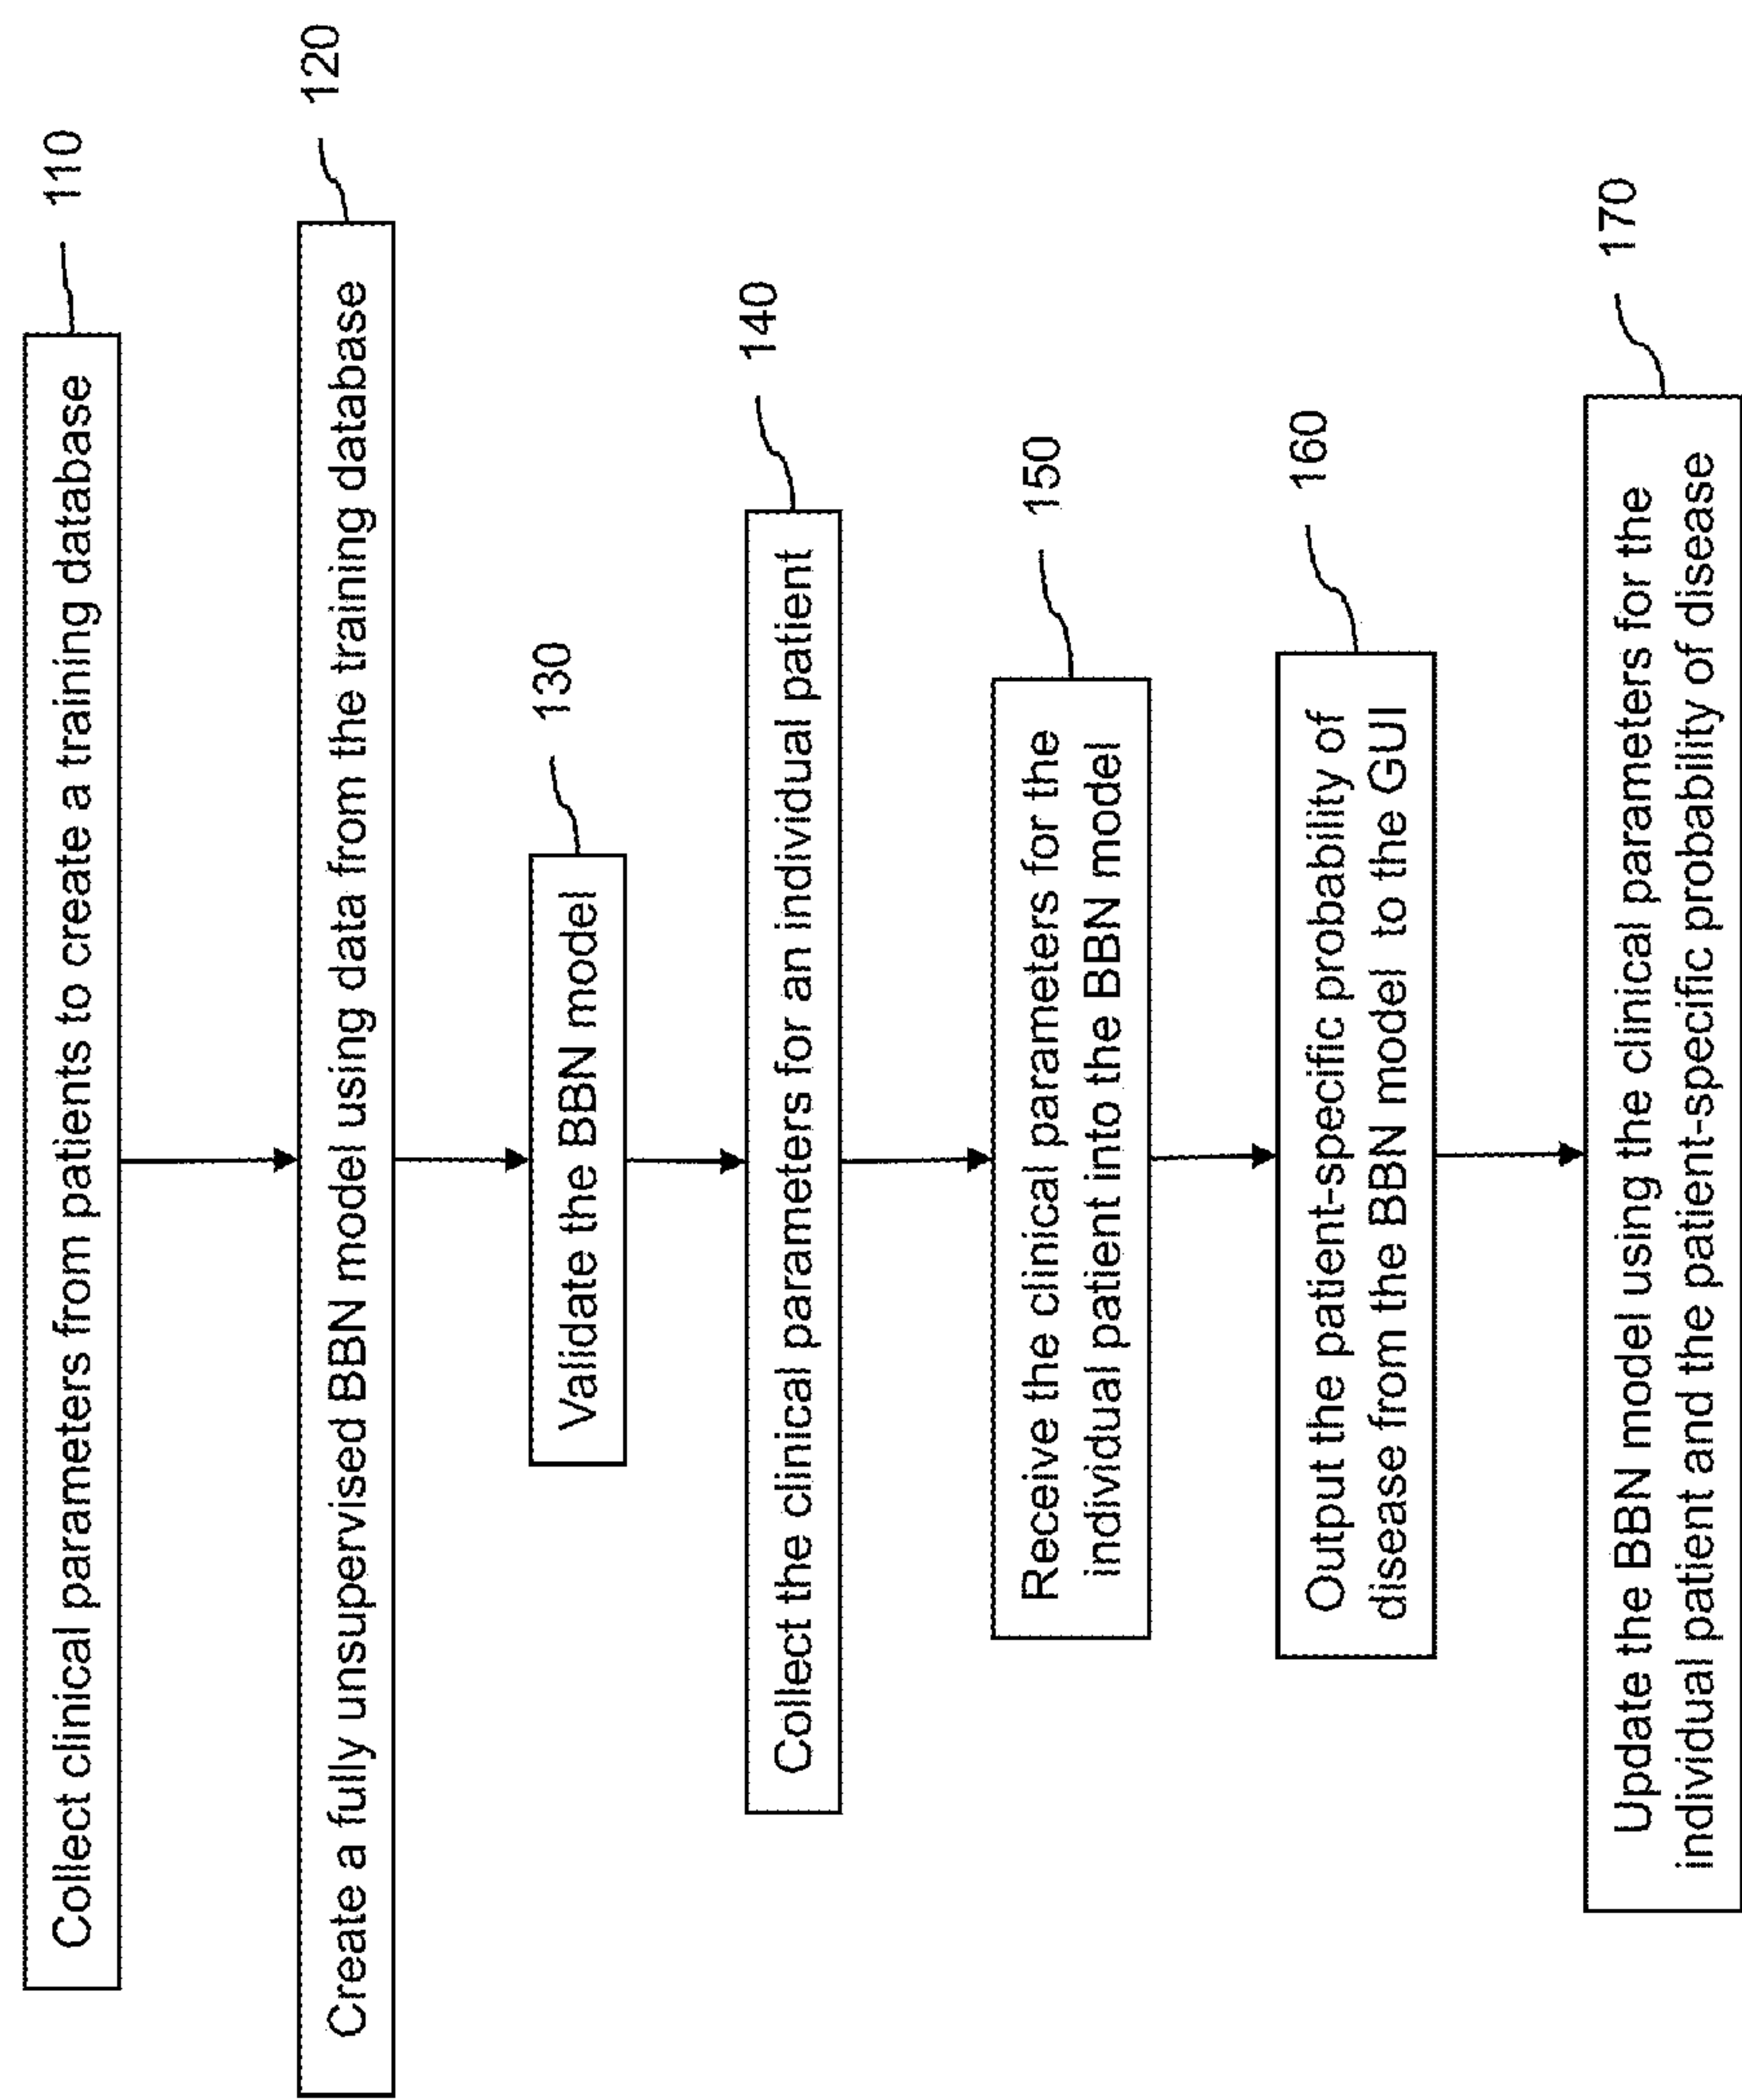 110
Collect clinical parameters from patients to create a training database
120
Create a fully unsupervised BBN model using data from the training database
130
Validate the BBN model
140
Collect the clinical parameters for an individual patient
150
Receive the clinical parameters for the
individual patient into the BBN model
160
Output the patient-specific probability of
disease from the BBN model to the GUI
170
Update the BBN model using the clinical parameters for the
individual patient and the patient-specific probability of disease